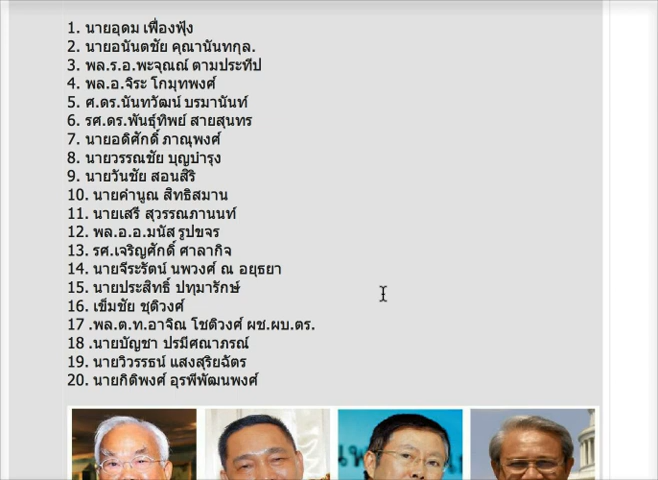 1. นายอุดม เฟื่องฟุ้ง
2. นายอนันตชัย คุณานันทกุล.
3. พล.ร.อ.พะจุณณ์ ตามประทีป
4. พล.อ.จิระ โกมุทพงศ์
5. ศ.ดร.นันทวัฒน์ บรมานันท์
6. รศ.ดร.พันธุ์ทิพย์ สายสุนทร
7. นายอดิศักดิ์ ภาณุพงศ์
8. นายวรรณชัย บุญบำรุง
9. นายวันชัย สอนสิริ
10. นายคำนูณ สิทธิสมาน
11. นายเสรี สุวรรณภานนท์
12. พล.อ.อ.มนัส รูปขจร
13. รศ.เจริญศักดิ์ ศาลากิจ
14. นายจีระรัตน์ นพวงศ์ ณ อยุธยา
15. นายประสิทธิ์ ปทุมารักษ์
16. เข็มชัย ชุติวงศ์
17 .พล.ต.ท.อาจิณ โชติวงศ์ ผช.ผบ.ตร.
18 .นายบัญชา ปรมีศณาภรณ์
19. นายวิวรรธน์ แสงสุริยฉัตร
20. นายกิติพงศ์ อุรพีพัฒนพงศ์